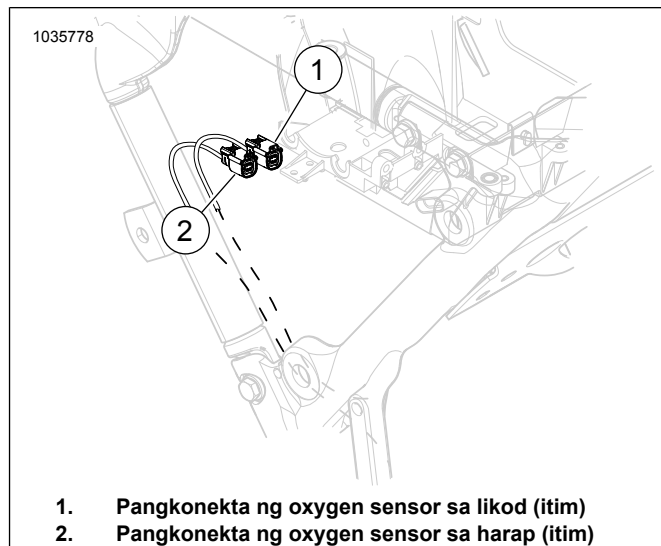 1035778
1
2
1. Pangkonekta ng oxygen sensor sa likod (itim)
2. Pangkonekta ng oxygen sensor sa harap (itim)